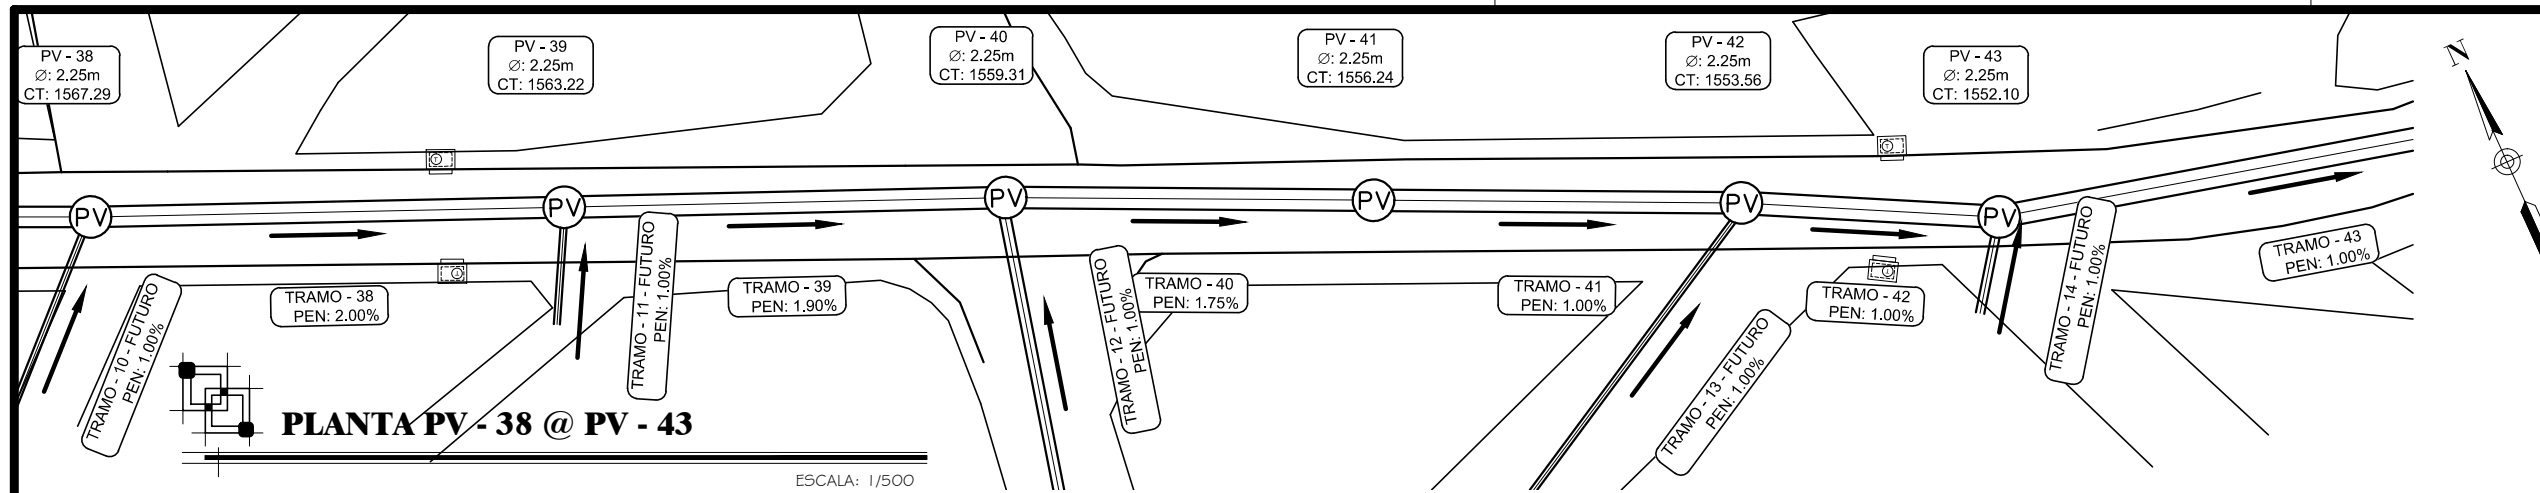 PV - 38
Ø: 2.25m
CT: 1567.29
PV - 39
Ø: 2.25m
CT: 1563.22
PV - 40
Ø: 2.25m
CT: 1559.31
PV - 41
Ø: 2.25m
CT: 1556.24
PV - 42
Ø: 2.25m
CT: 1553.56
PV - 43
Ø: 2.25m
CT: 1552.10
N
T
T
PV
PV
PV
PV
PV
PV
T
T
TRAMO - 10 - FUTURO
PEN: 1.00%
TRAMO - 38
PEN: 2.00%
TRAMO - 11 - FUTURO
PEN: 1.00%
TRAMO - 39
PEN: 1.90%
TRAMO - 12 - FUTURO
PEN: 1.00%
TRAMO - 40
PEN: 1.75%
TRAMO - 41
PEN: 1.00%
TRAMO - 13 - FUTURO
PEN: 1.00%
TRAMO - 42
PEN: 1.00%
TRAMO - 14 - FUTURO
PEN: 1.00%
TRAMO - 43
PEN: 1.00%
PLANTA PV - 38 @ PV - 43
ESCALA: 1/500